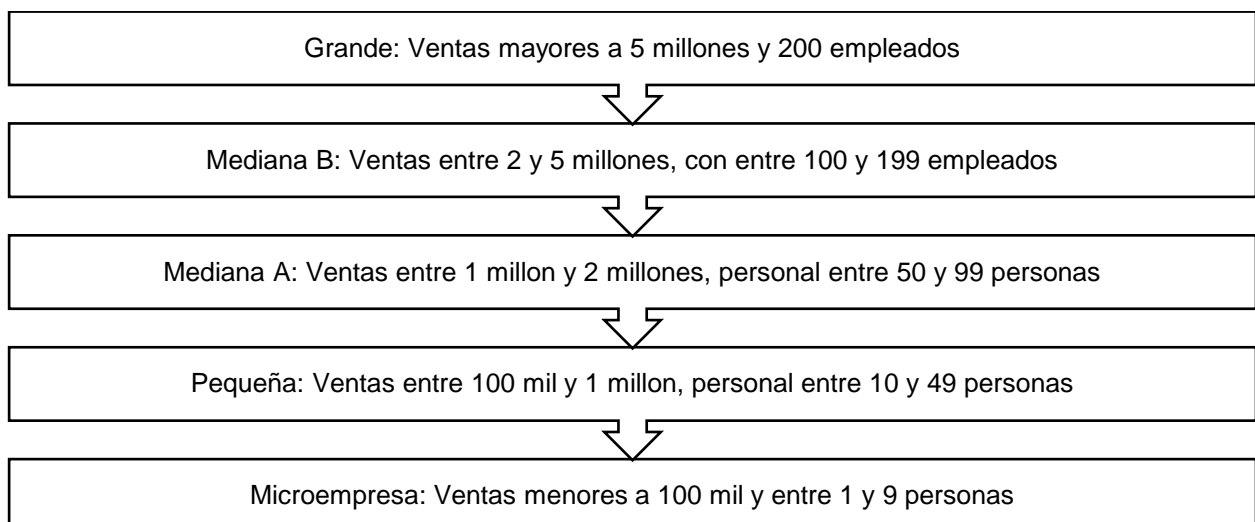 Grande: Ventas mayores a 5 millones y 200 empleados
Mediana B: Ventas entre 2 y 5 millones, con entre 100 y 199 empleados
Mediana A: Ventas entre 1 millon y 2 millones, personal entre 50 y 99 personas
Pequeña: Ventas entre 100 mil y 1 millon, personal entre 10 y 49 personas
Microempresa: Ventas menores a 100 mil y entre 1 y 9 personas